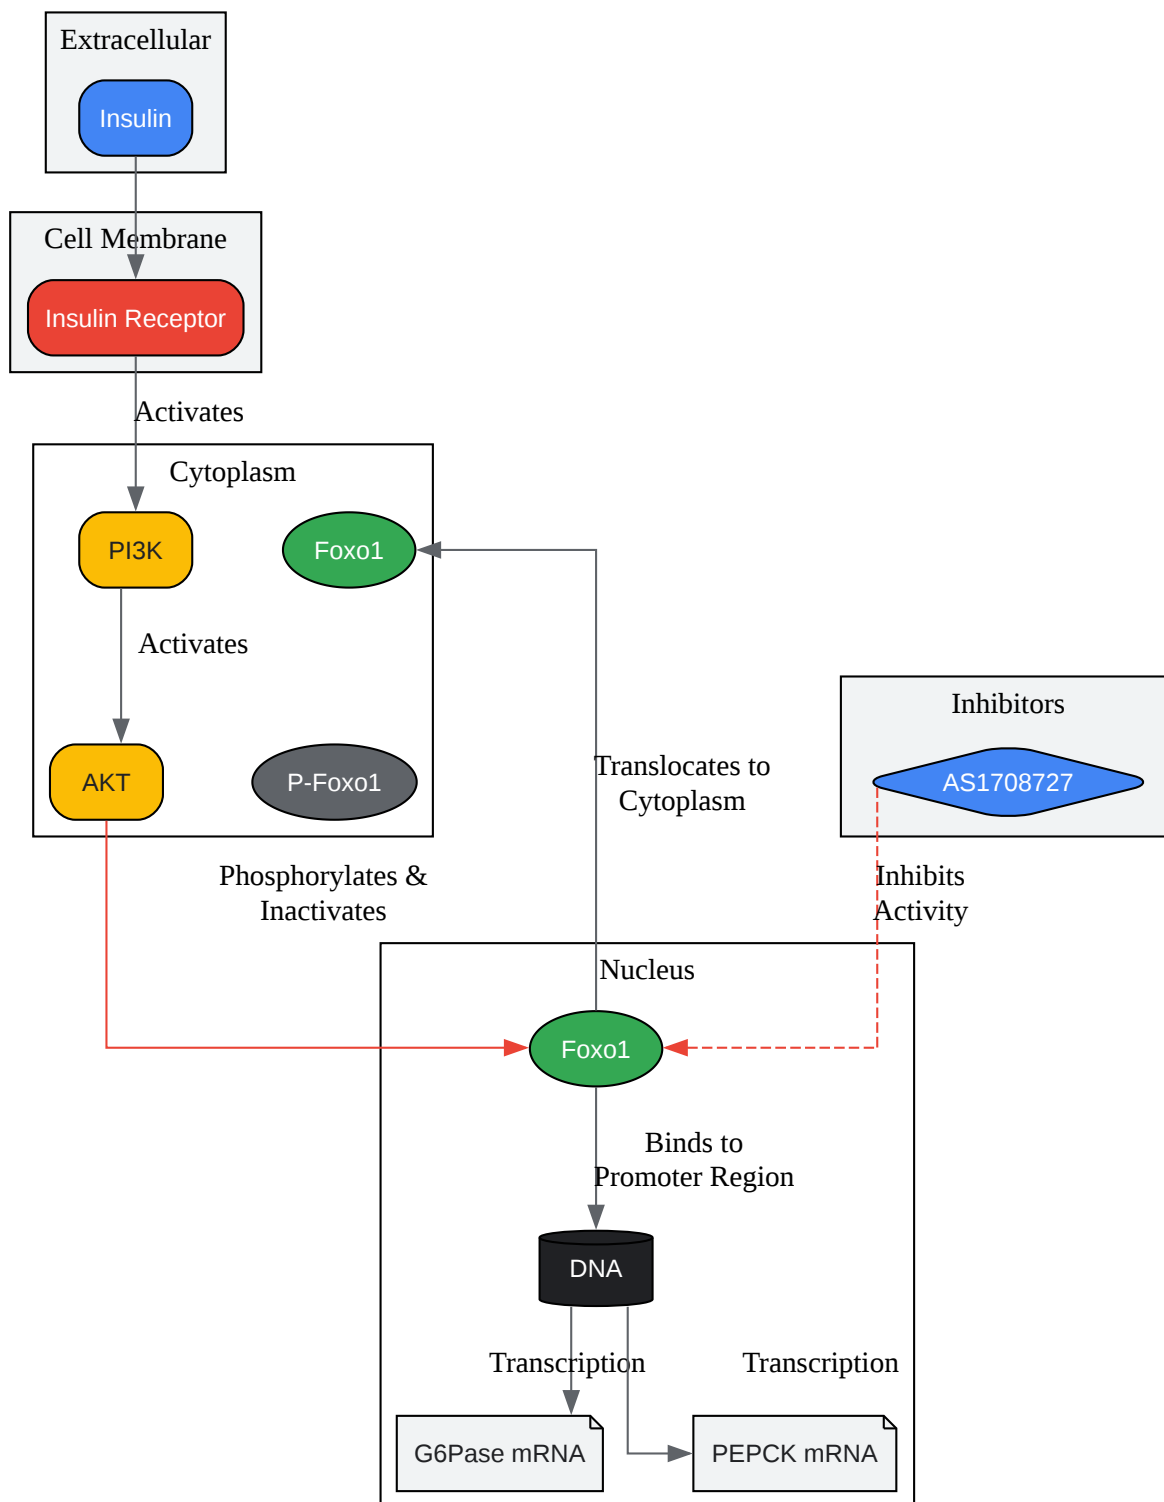 Extracellular
Insulin
Cell Membrane
Insulin Receptor
Activates
Cytoplasm
PI3K
Foxo1
Activates
AKT
P-Foxo1
Translocates to
Cytoplasm
Inhibitors
AS1708727
Phosphorylates &
Inactivates
Inhibits
Activity
Nucleus
Foxo1
Binds to
Promoter Region
DNA
Transcription
Transcription
G6Pase mRNA
PEPCK mRNA